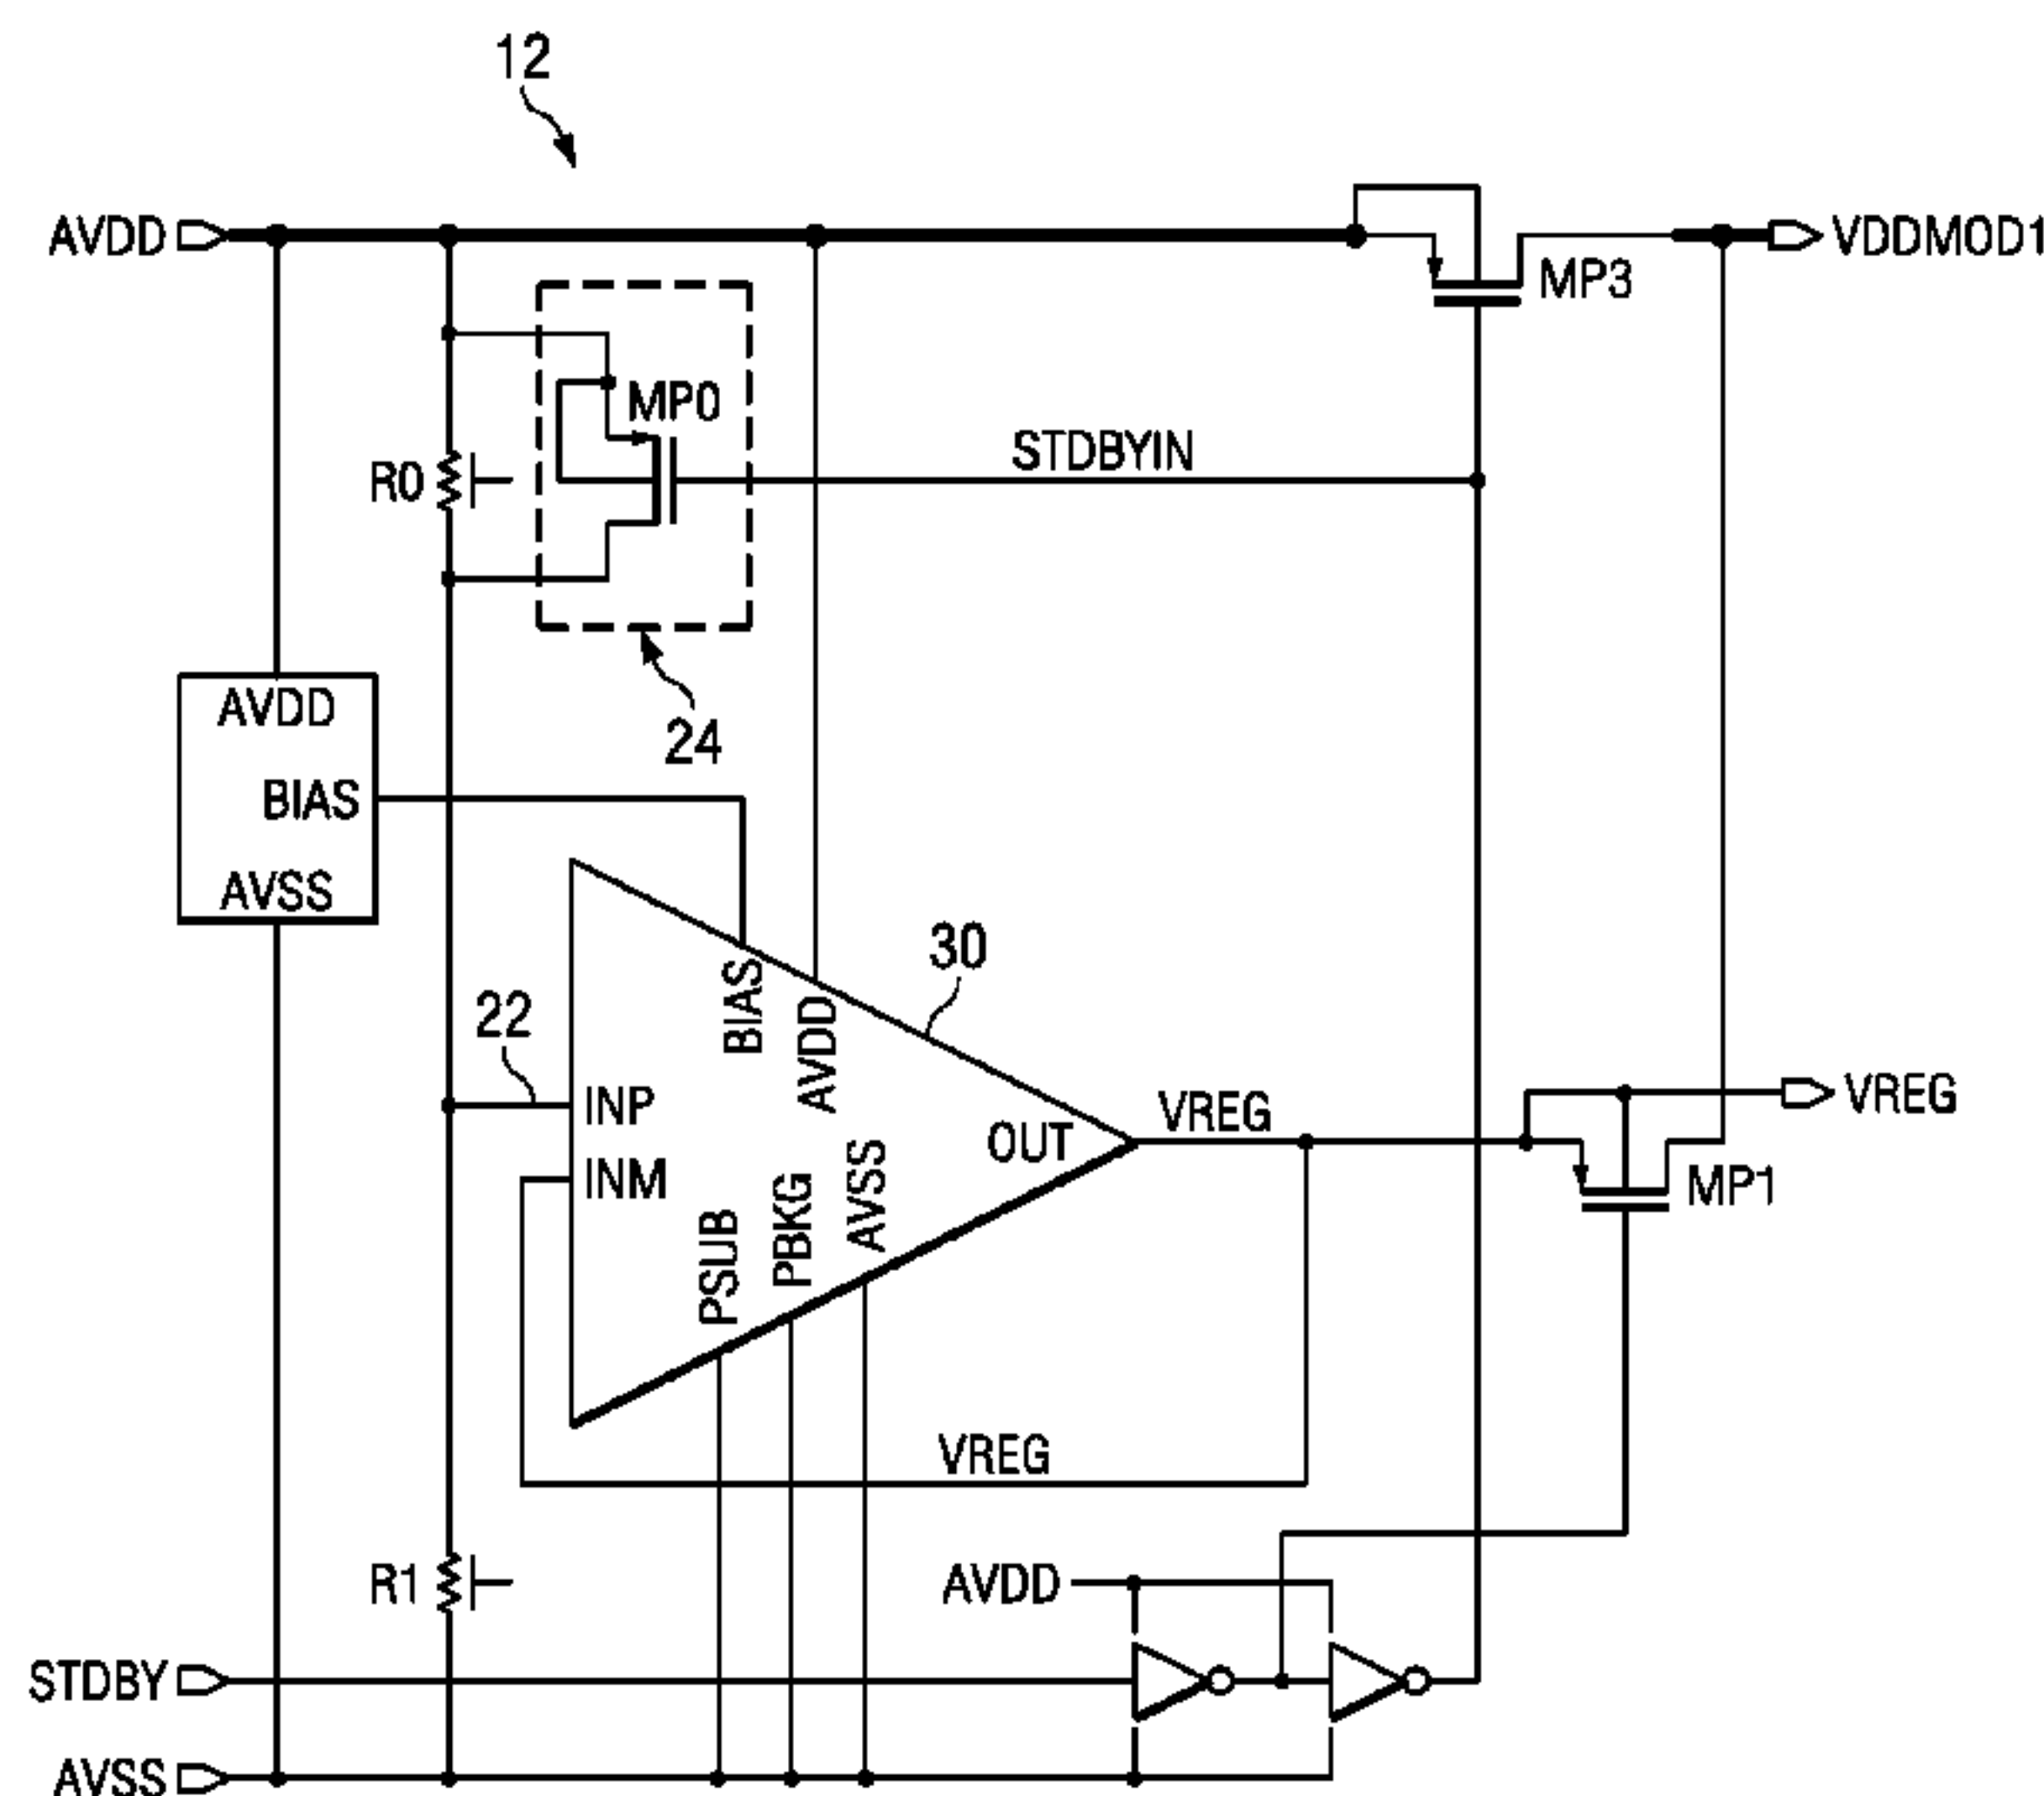 12
AVDD
VDDMOD1
MP3
MP0
STDBYIN
R0
24
AVDD
BIAS
AVSS
30
22
BIAS
AVDD
INP
INM
OUT
VREG
VREG
MP1
PSUB
PBKG
AVSS
VREG
R1
AVDD
STDBY
AVSS